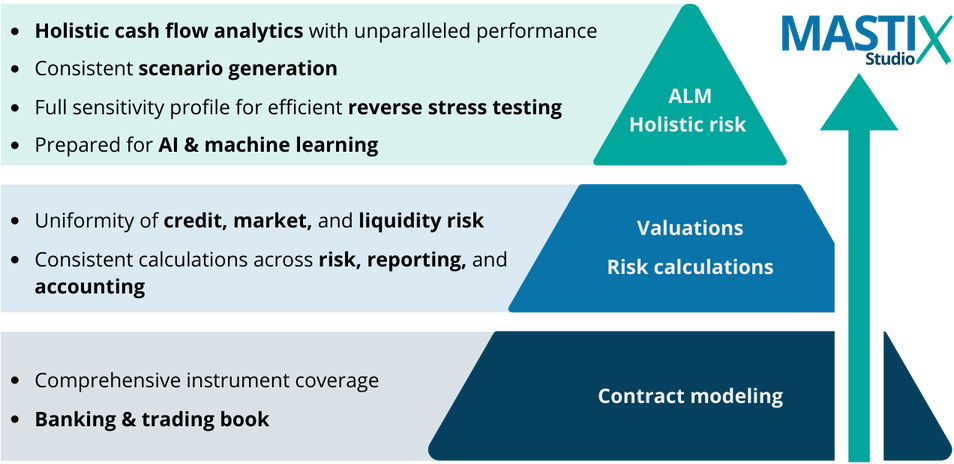 Holistic cash flow analytics with unparalleled performance
Consistent scenario generation
Full sensitivity profile for efficient reverse stress testing
Prepared for AI & machine learning
ALM
Holistic risk
MASTIX
Studio
Uniformity of credit, market, and liquidity risk
Consistent calculations across risk, reporting, and
accounting
Valuations
Risk calculations
Comprehensive instrument coverage
Banking & trading book
Contract modeling